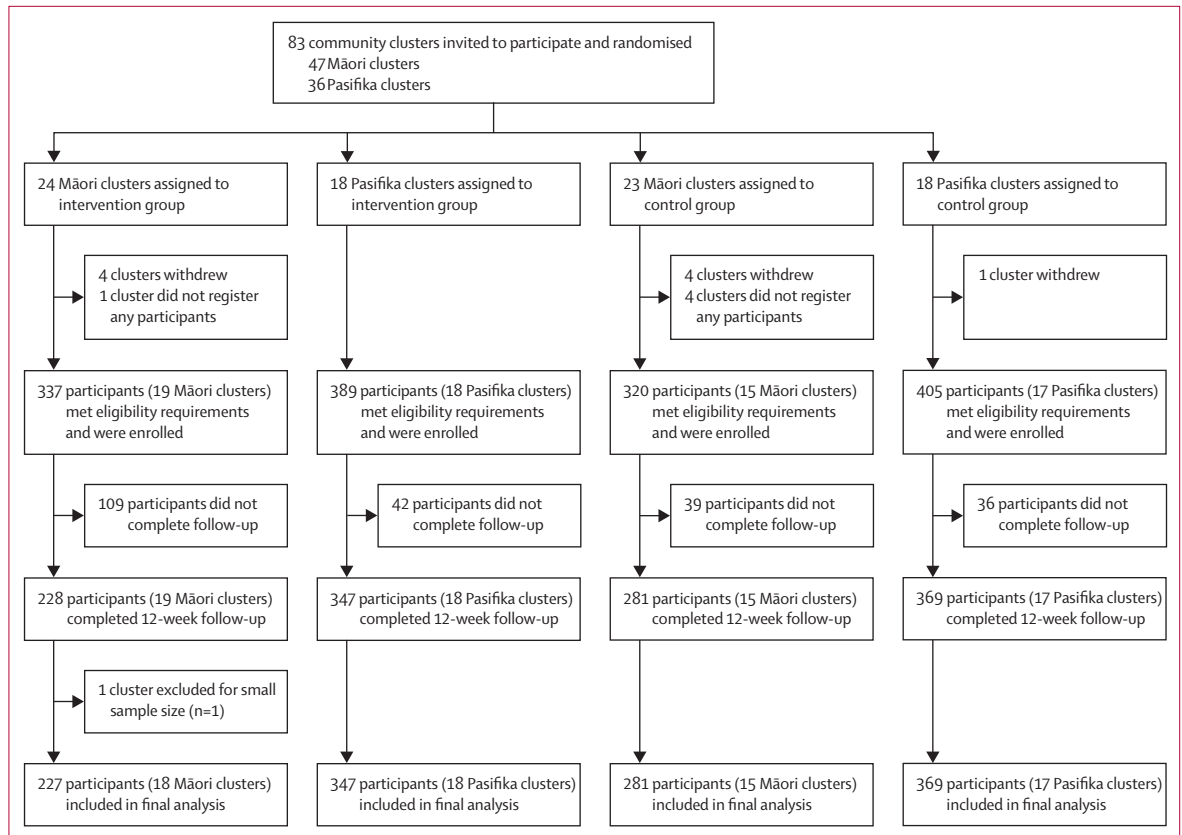 83 community clusters invited to participate and randomised
47 Māori clusters
36 Pasifika clusters
24 Māori clusters assigned to
intervention group
18 Pasifika clusters assigned to
intervention group
23 Māori clusters assigned to
control group
18 Pasifika clusters assigned to
control group
4 clusters withdrew
1 cluster did not register
any participants
4 clusters withdrew
4 clusters did not register
any participants
1 cluster withdrew
337 participants (19 Māori clusters)
met eligibility requirements
and were enrolled
389 participants (18 Pasifika clusters)
met eligibility requirements
and were enrolled
320 participants (15 Māori clusters)
met eligibility requirements
and were enrolled
405 participants (17 Pasifika clusters)
met eligibility requirements
and were enrolled
109 participants did not
complete follow-up
42 participants did not
complete follow-up
39 participants did not
complete follow-up
36 participants did not
complete follow-up
228 participants (19 Māori clusters)
completed 12-week follow-up
347 participants (18 Pasifika clusters)
completed 12-week follow-up
281 participants (15 Māori clusters)
completed 12-week follow-up
369 participants (17 Pasifika clusters)
completed 12-week follow-up
1 cluster excluded for small
sample size (n=1)
227 participants (18 Māori clusters)
included in final analysis
347 participants (18 Pasifika clusters)
included in final analysis
281 participants (15 Māori clusters)
included in final analysis
369 participants (17 Pasifika clusters)
included in final analysis